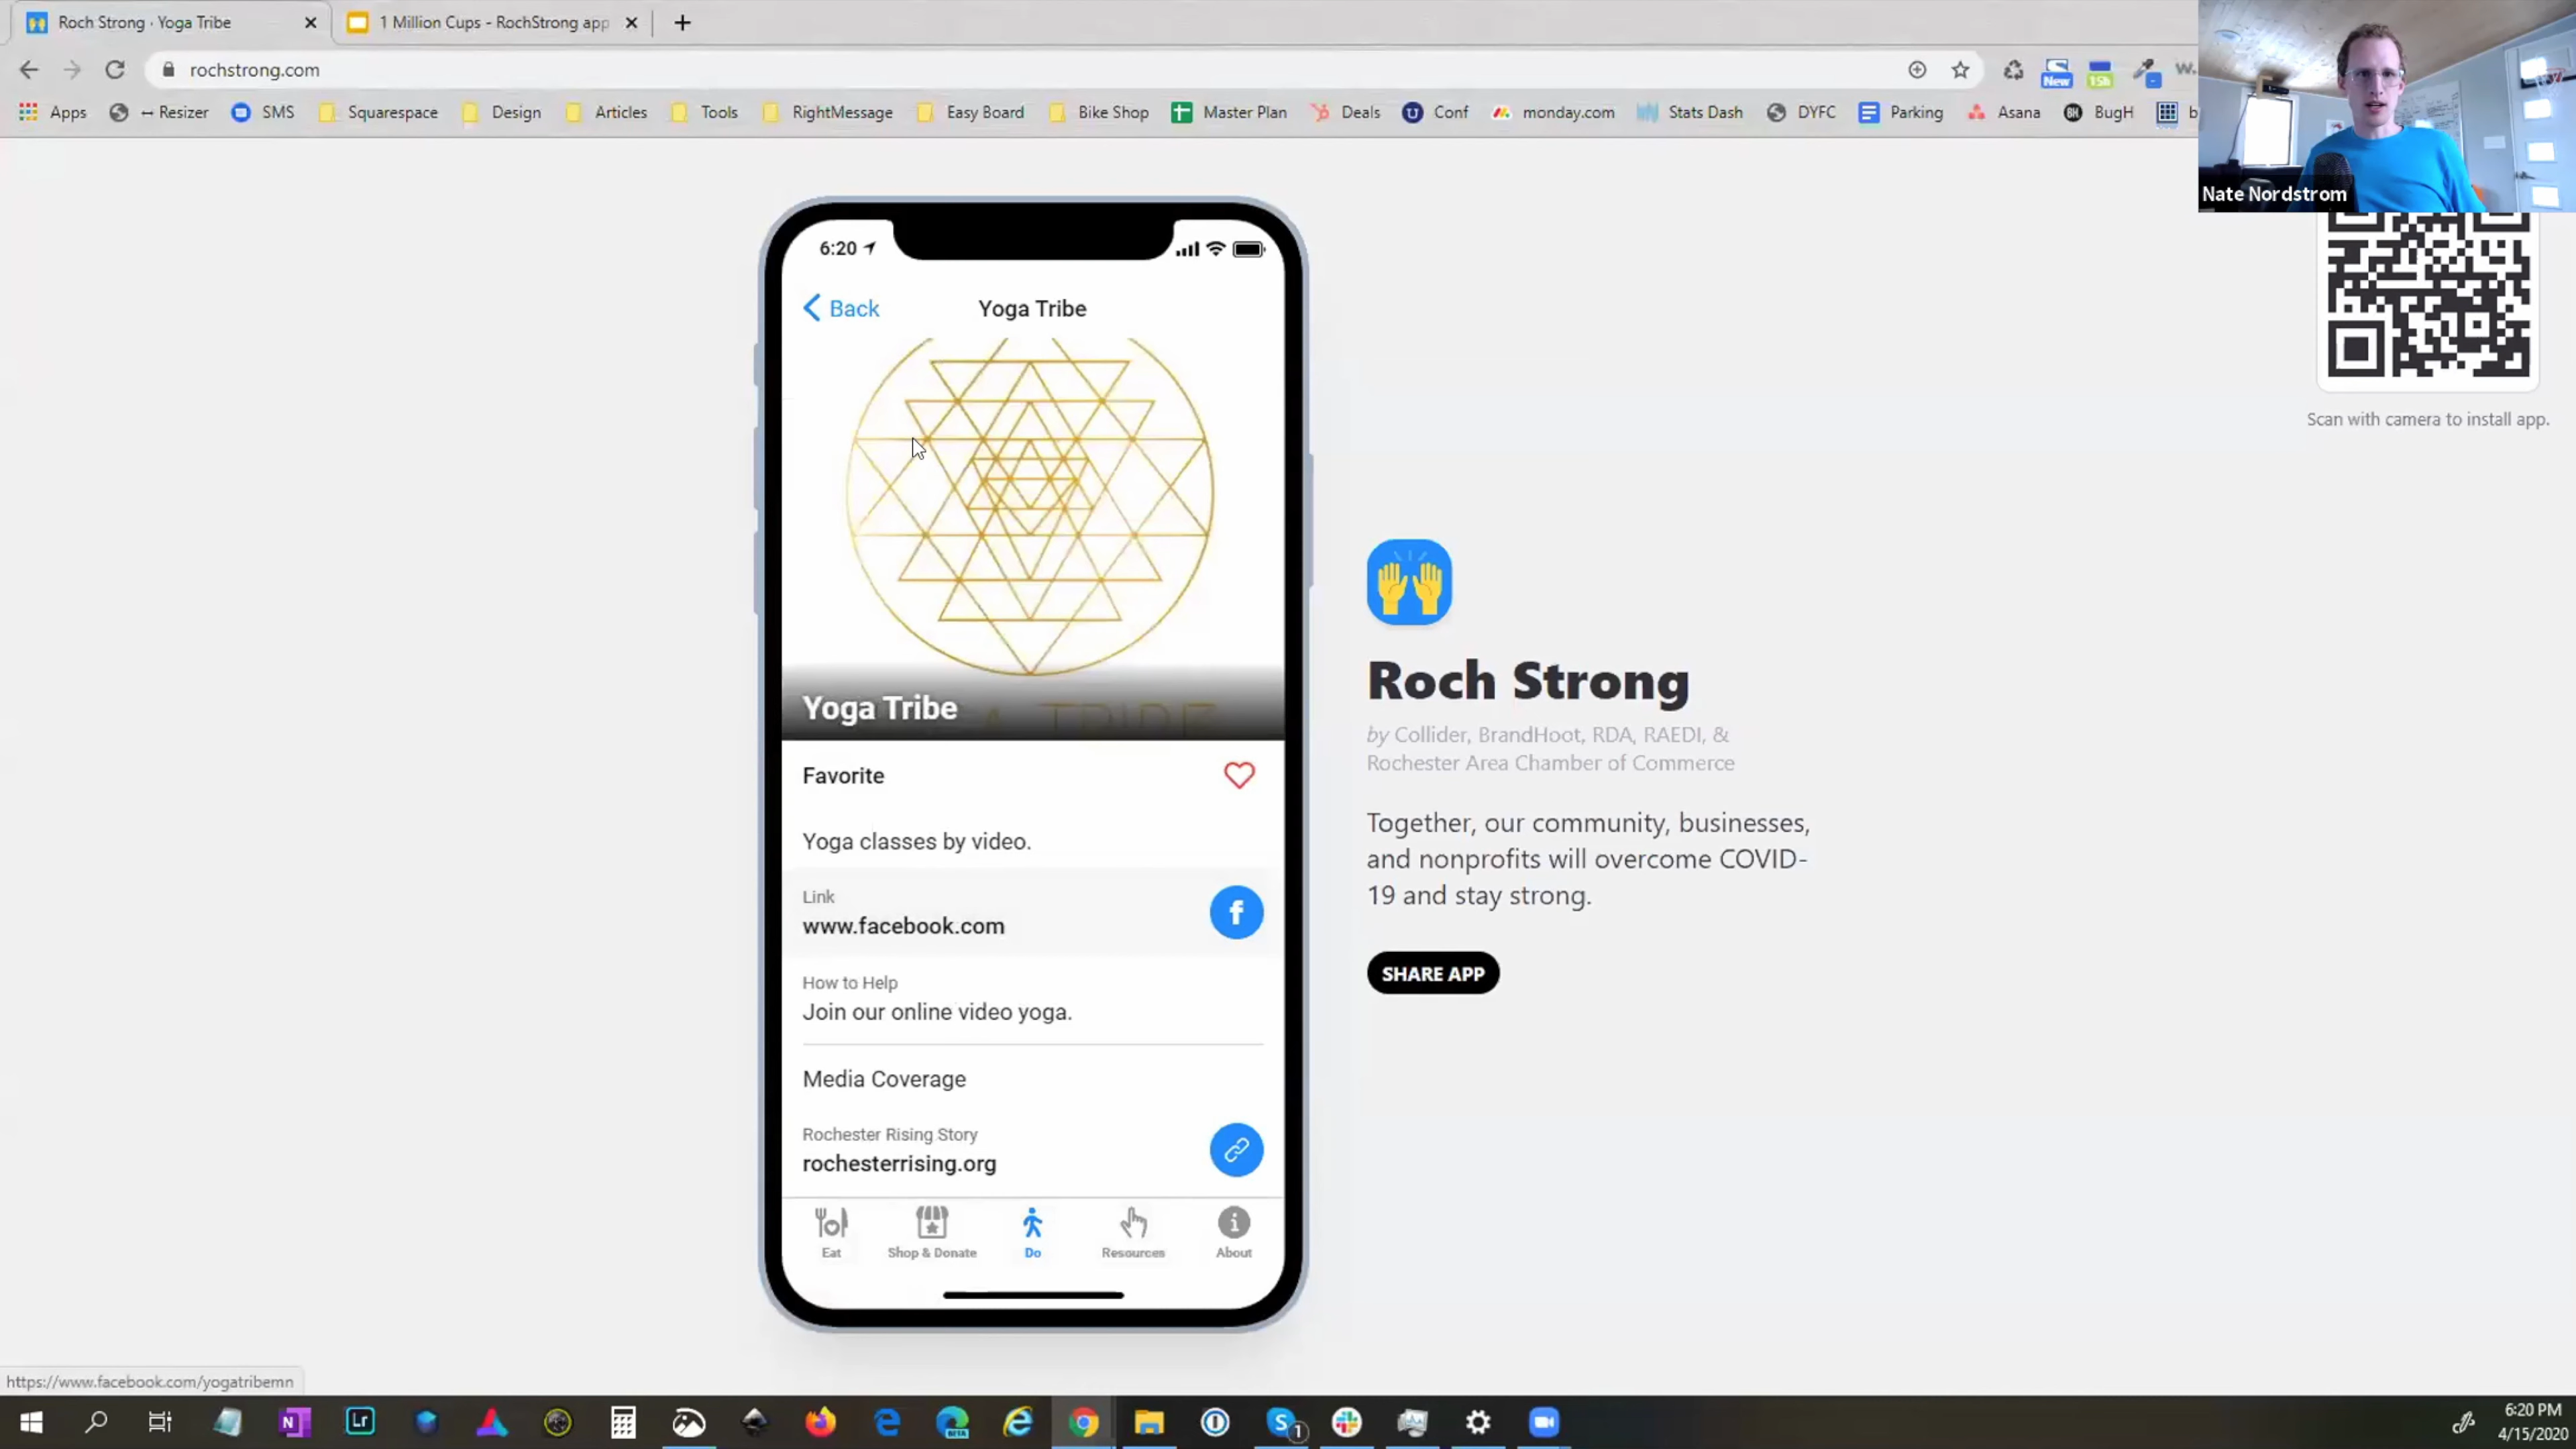 Roch Strong · Yoga Tribe
1 Million Cups - RochStrong app
rochstrong.com
New
15h
W.
Apps
Resizer
SMS
Squarespace
Design
Articles
Tools
RightMessage
Easy Board
Bike Shop
Master Plan
Deals
Conf
monday.com
Stats Dash
DYFC
Parking
Asana
BugH
b
Nate Nordstrom
6:20
Back
Yoga Tribe
Yoga Tribe
Favorite
Yoga classes by video.
Link
www.facebook.com
How to Help
Join our online video yoga.
Media Coverage
Rochester Rising Story
rochesterrising.org
Eat
Shop & Donate
Do
Resources
About
Scan with camera to install app.
Roch Strong
by Collider, BrandHoot, RDA, RAEDI, &
Rochester Area Chamber of Commerce
Together, our community, businesses,
and nonprofits will overcome COVID-
19 and stay strong.
SHARE APP
https://www.facebook.com/yogatribemn
6:20 PM
4/15/2020